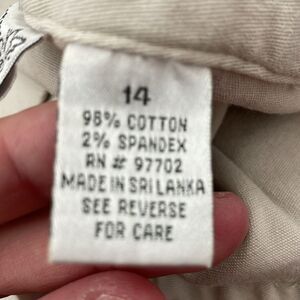 14
98% COTTON
2% SPANDEX
RN # 97702
MADE IN SRI LANKA
SEE REVERSE
FOR CARE